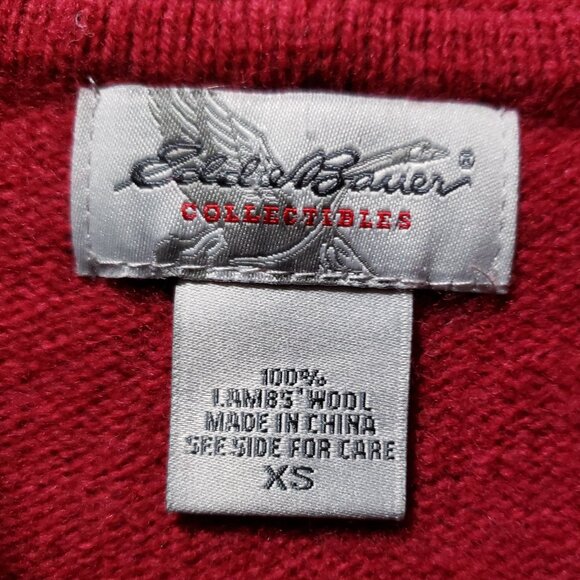 Eddie Bauer®
COLLECTIBLES
100%
LAMBS' WOOL
MADE IN CHINA
SEE SIDE FOR CARE
XS